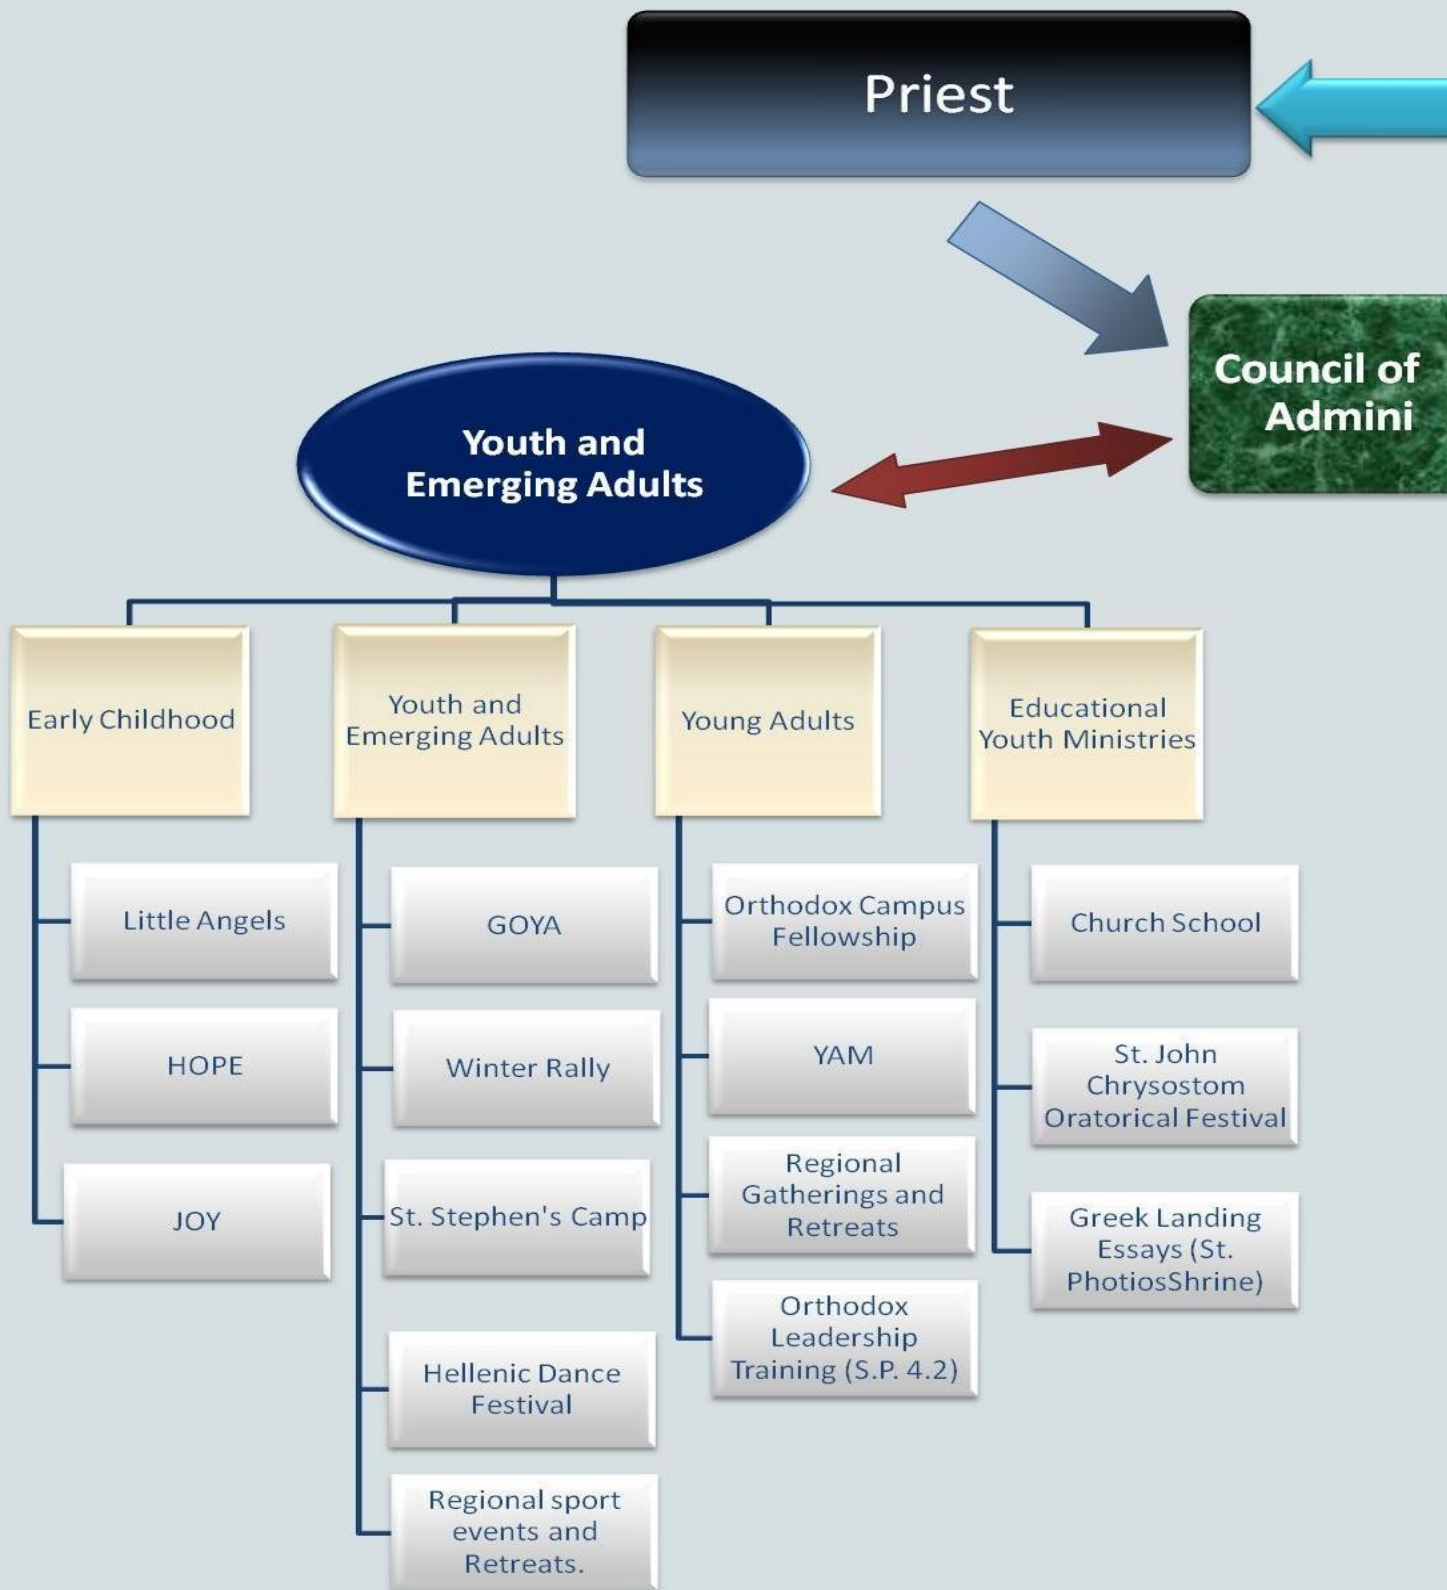 Priest
Council of
Admini
Youth and
Emerging Adults
Early Childhood
Youth and
Emerging Adults
Young Adults
Educational
Youth Ministries
Little Angels
HOPE
JOY
GOYA
Winter Rally
St. Stephen's Camp
Hellenic Dance
Festival
Regional sport
events and
Retreats.
Orthodox Campus
Fellowship
YAM
Regional
Gatherings and
Retreats
Orthodox
Leadership
Training (S.P. 4.2)
Church School
St. John
Chrysostom
Oratorical Festival
Greek Landing
Essays (St.
PhotiosShrine)